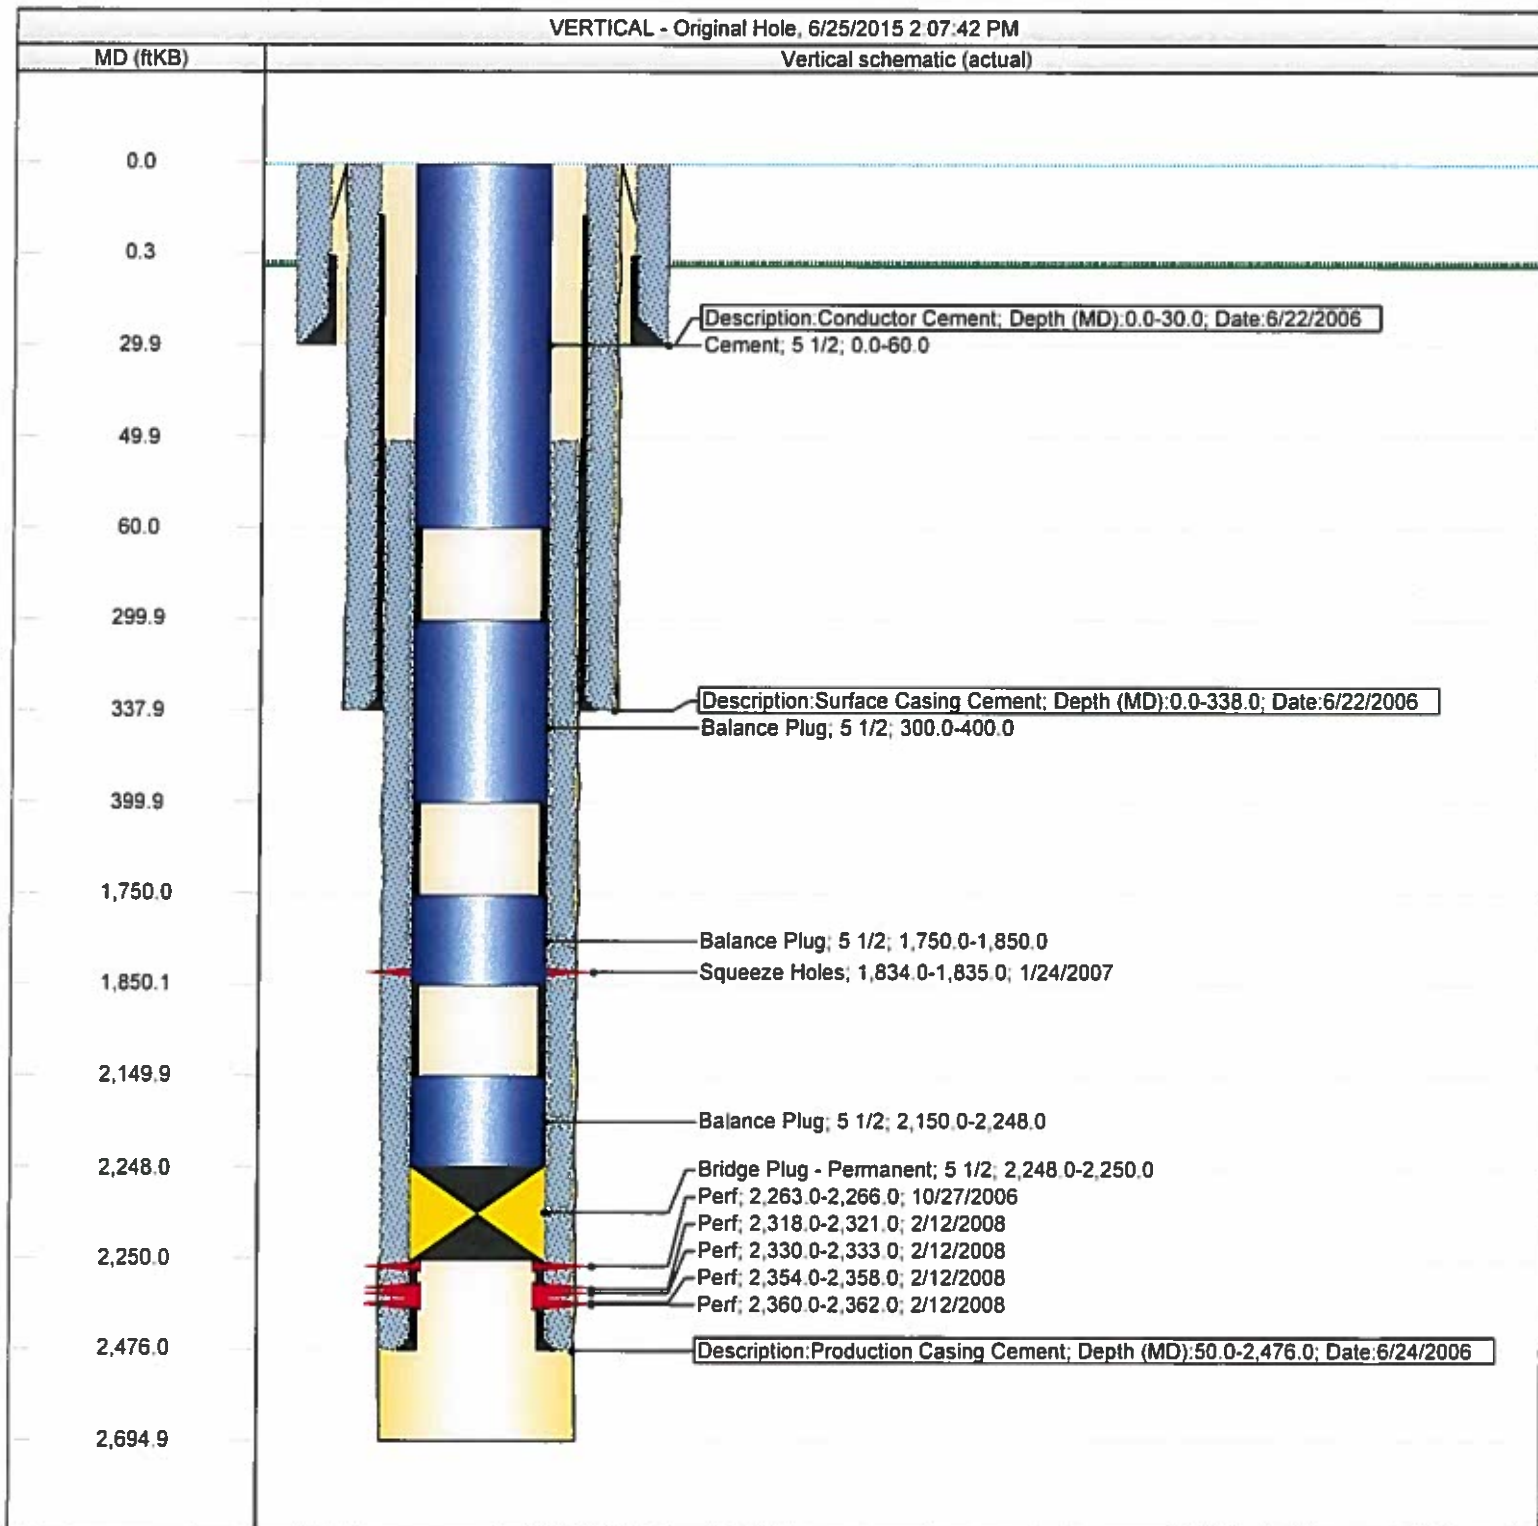 VERTICAL - Original Hole, 6/25/2015 2:07:42 PM
MD (ftKB)
Vertical schematic (actual)
0.0
0.3
Description:Conductor Cement; Depth (MD):0.0-30.0; Date:6/22/2006
29.9
Cement; 5 1/2; 0.0-60.0
49.9
60.0
299.9
Description:Surface Casing Cement; Depth (MD):0.0-338.0; Date:6/22/2006
337.9
Balance Plug; 5 1/2; 300.0-400.0
399.9
1,750.0
Balance Plug; 5 1/2; 1,750.0-1,850.0
Squeeze Holes; 1,834.0-1,835.0; 1/24/2007
1,850.1
2,149.9
Balance Plug; 5 1/2; 2,150.0-2,248.0
2,248.0
Bridge Plug - Permanent; 5 1/2; 2,248.0-2,250.0
Perf; 2,263.0-2,266.0; 10/27/2006
Perf; 2,318.0-2,321.0; 2/12/2008
Perf; 2,330.0-2,333.0; 2/12/2008
2,250.0
Perf; 2,354.0-2,358.0; 2/12/2008
Perf; 2,360.0-2,362.0; 2/12/2008
2,476.0
Description:Production Casing Cement; Depth (MD):50.0-2,476.0; Date:6/24/2006
2,694.9